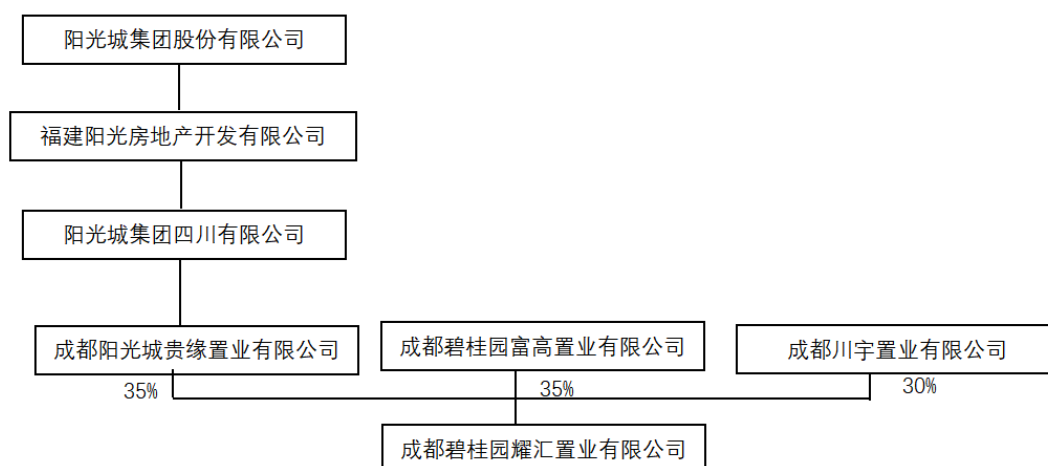 阳光城集团股份有限公司
福建阳光房地产开发有限公司
阳光城集团四川有限公司
成都阳光城贵缘置业有限公司
成都碧桂园富高置业有限公司
成都川宇置业有限公司
35%
35%
30%
成都碧桂园耀汇置业有限公司